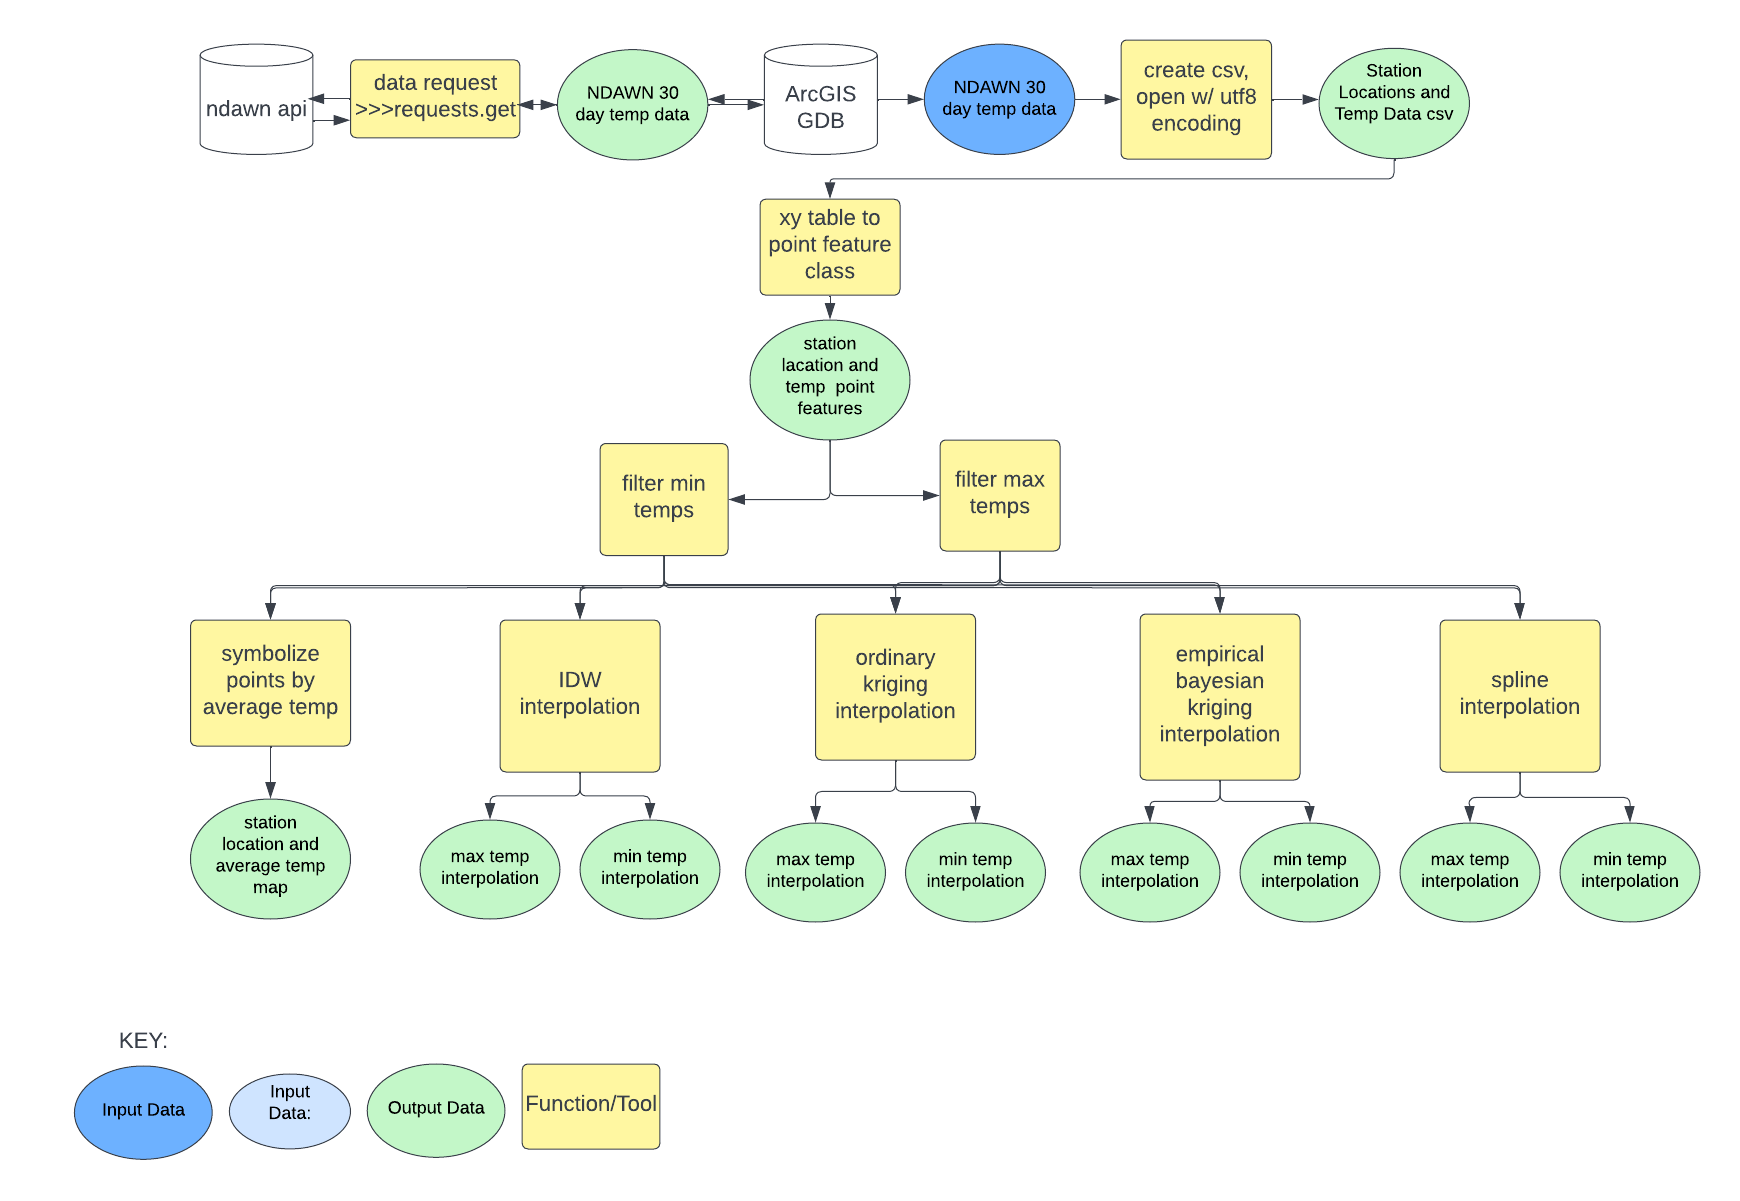 ndawn api
data request
>>>requests.get
NDAWN 30
day temp data
ArcGIS
GDB
NDAWN 30
day temp data
create csv,
open w/ utf8
encoding
Station
Locations and
Temp Data csv
xy table to
point feature
class
station
lacation and
temp point
features
filter min
temps
filter max
temps
symbolize
points by
average temp
IDW
interpolation
ordinary
kriging
interpolation
empirical
bayesian
kriging
interpolation
spline
interpolation
station
location and
average temp
map
max temp
interpolation
min temp
interpolation
max temp
interpolation
min temp
interpolation
max temp
interpolation
min temp
interpolation
max temp
interpolation
min temp
interpolation
KEY:
Input Data
Input
Data:
Output Data
Function/Tool